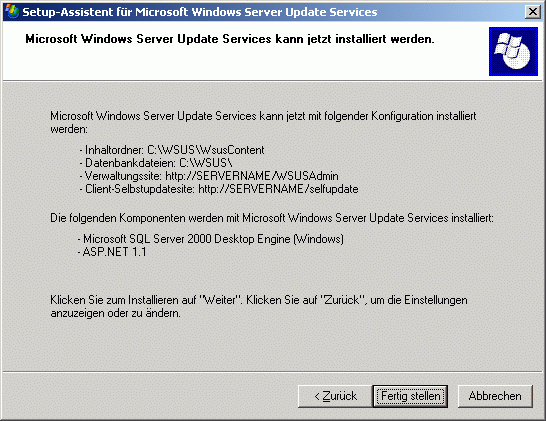 Setup-Assistent für Microsoft Windows Server Update Services
Microsoft Windows Server Update Services kann jetzt installiert werden.
Microsoft Windows Server Update Services kann jetzt mit folgender Konfiguration installiert
werden:
- Inhaltordner: C:\WSUS\WsusContent
- Datenbankdateien: C:\WSUS\
- Verwaltungssite: http://SERVERNAME/WSUSAdmin
- Client-Selbstupdatesite: http://SERVERNAME/selfupdate
Die folgenden Komponenten werden mit Microsoft Windows Server Update Services installiert:
- Microsoft SQL Server 2000 Desktop Engine (Windows)
- ASP.NET 1.1
Klicken Sie zum Installieren auf "Weiter". Klicken Sie auf "Zurück", um die Einstellungen
anzuzeigen oder zu ändern.
< Zurück Fertig stellen Abbrechen